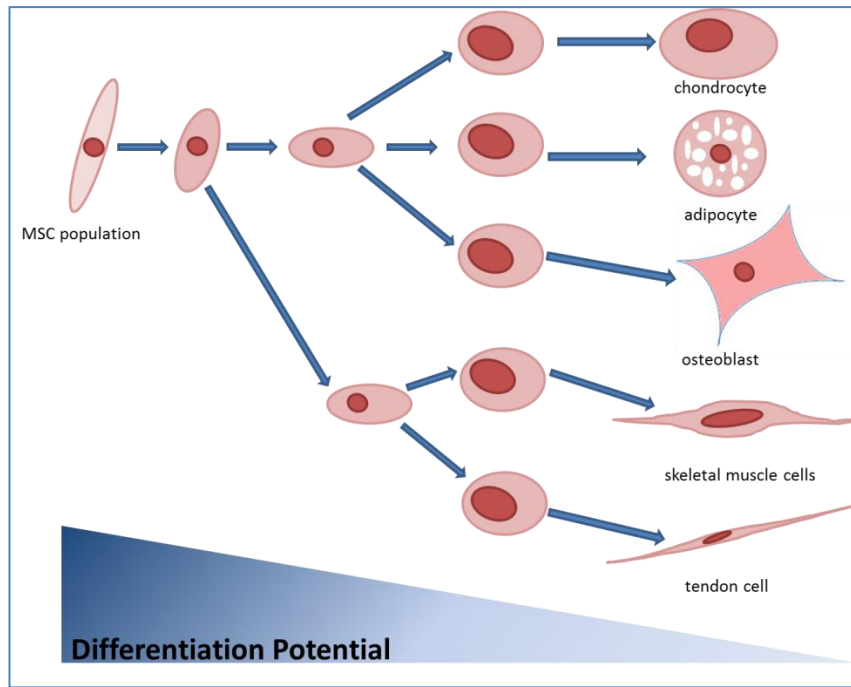 chondrocyte
MSC population
adipocyte
osteoblast
skeletal muscle cells
tendon cell
Differentiation Potential